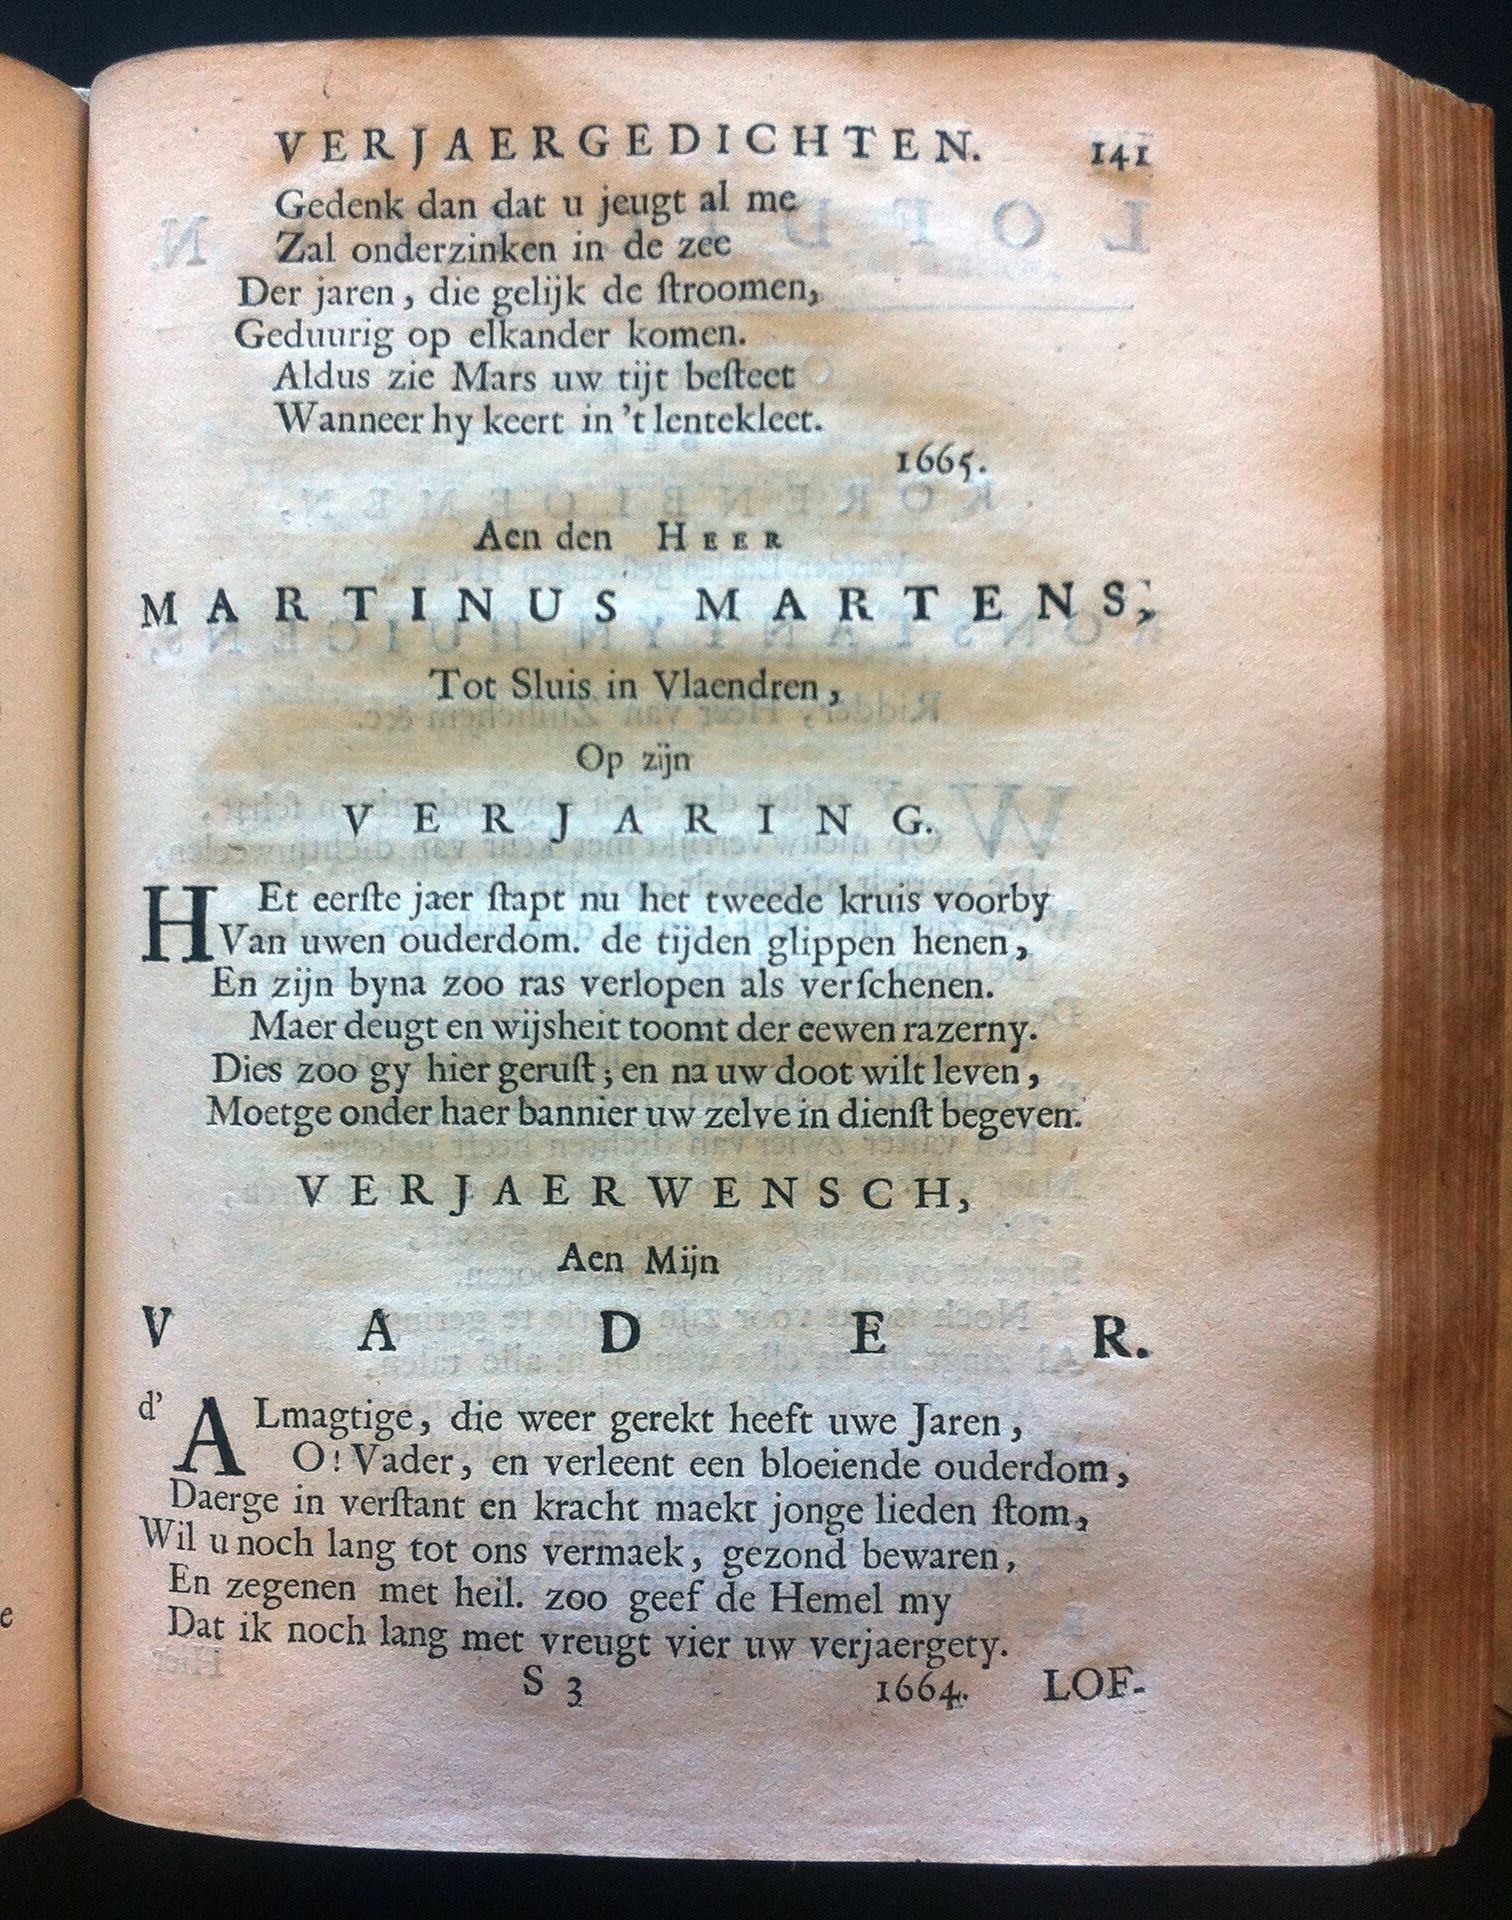 VERJAERGEDICHTEN. 141
Gedenk dan dat u jeugt al me
Zal onderzinken in de zee
Der jaren, die gelijk de ſtroomen,
Geduurig op elkander komen.
Aldus zie Mars uw tijt beſteet
Wanneer hy keert in 't lentekleet.
1665.
Aen den HEER
MARTINUS MARTENS,
Tot Sluis in Vlaendren,
Op zijn
VERJARING.
HEt eerſte jaer ſtapt nu het tweede kruis voorby
Van uwen ouderdom. de tijden glippen henen,
En zijn byna zoo ras verlopen als verſchenen.
Maer deugt en wijsheit toomt der eewen razerny.
Dies zoo gy hier geruſt; en na uw doot wilt leven,
Moetge onder haer bannier uw zelve in dienſt begeven.
VERJAERWENSCH,
Aen Mijn
VADER.
d' ALmagtige, die weer gerekt heeft uwe Jaren,
O! Vader, en verleent een bloeiende ouderdom,
Daerge in verſtant en kracht maekt jonge lieden ſtom,
Wil u noch lang tot ons vermaek, gezond bewaren,
En zegenen met heil. zoo geef de Hemel my
Dat ik noch lang met vreugt vier uw verjaergety.
S 3 1664. LOF-